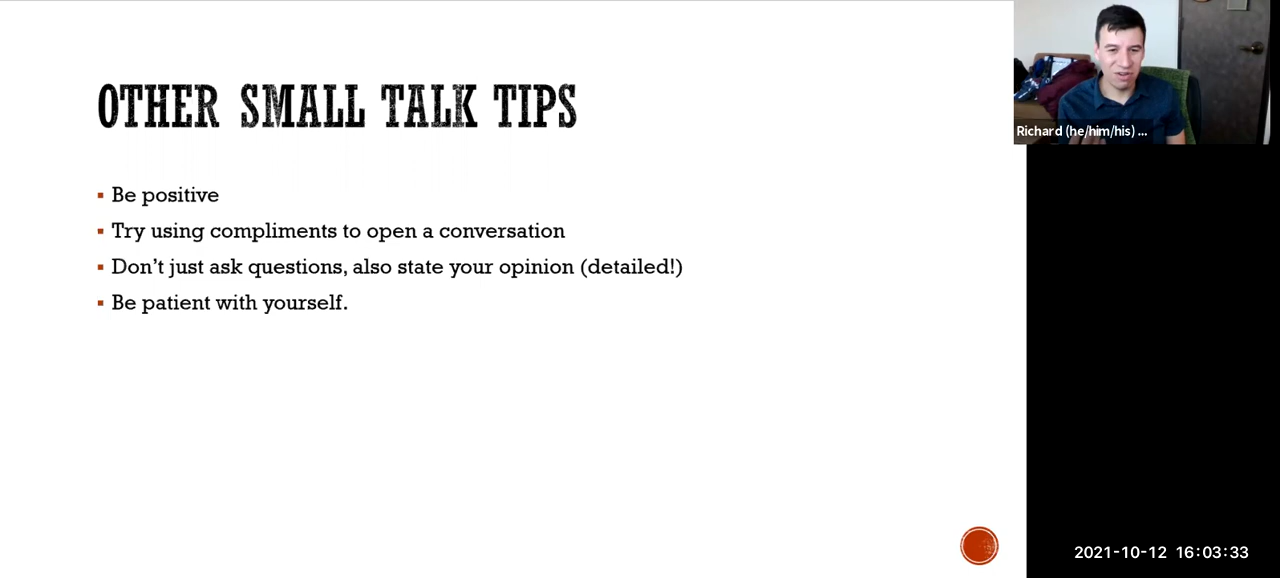 OTHER SMALL TALK TIPS
Be positive
Try using compliments to open a conversation
Don’t just ask questions, also state your opinion (detailed!)
Be patient with yourself.
Richard (he/him/his) ...
2021-10-12 16:03:33